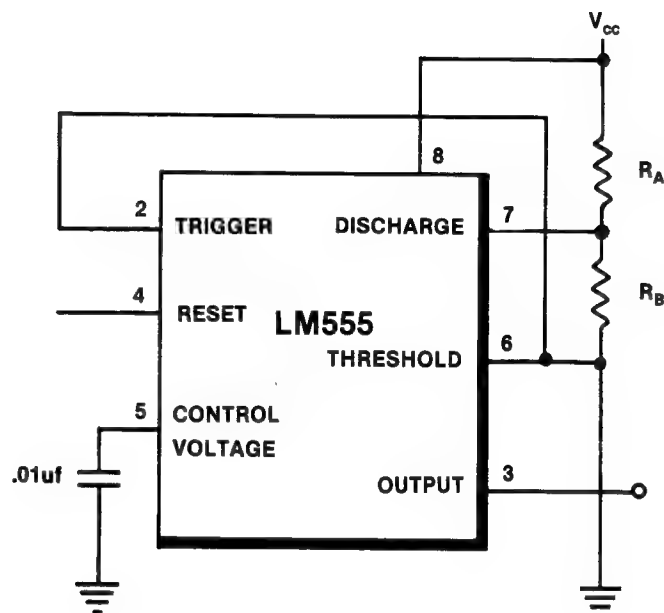 Vcc
8
RA
2
TRIGGER
DISCHARGE
7
4
RESET
RB
LM555
THRESHOLD
6
5
CONTROL
VOLTAGE
.01uf
OUTPUT
3